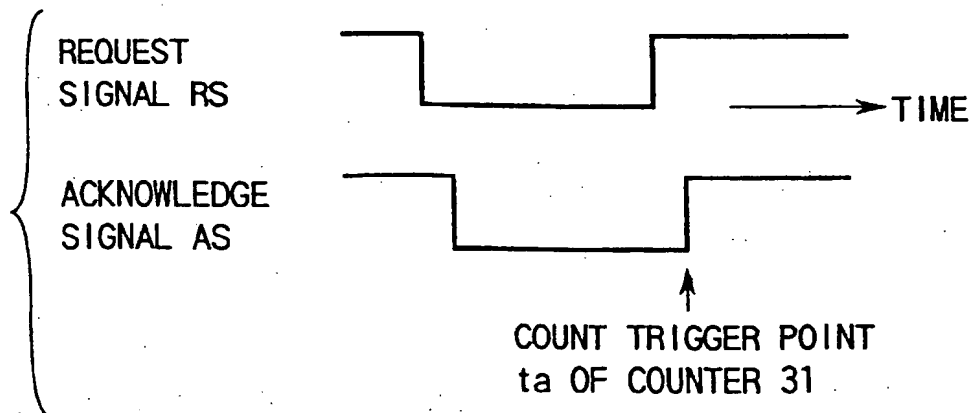 REQUEST
SIGNAL RS
TIME
ACKNOWLEDGE
SIGNAL AS
COUNT TRIGGER POINT
ta OF COUNTER 31